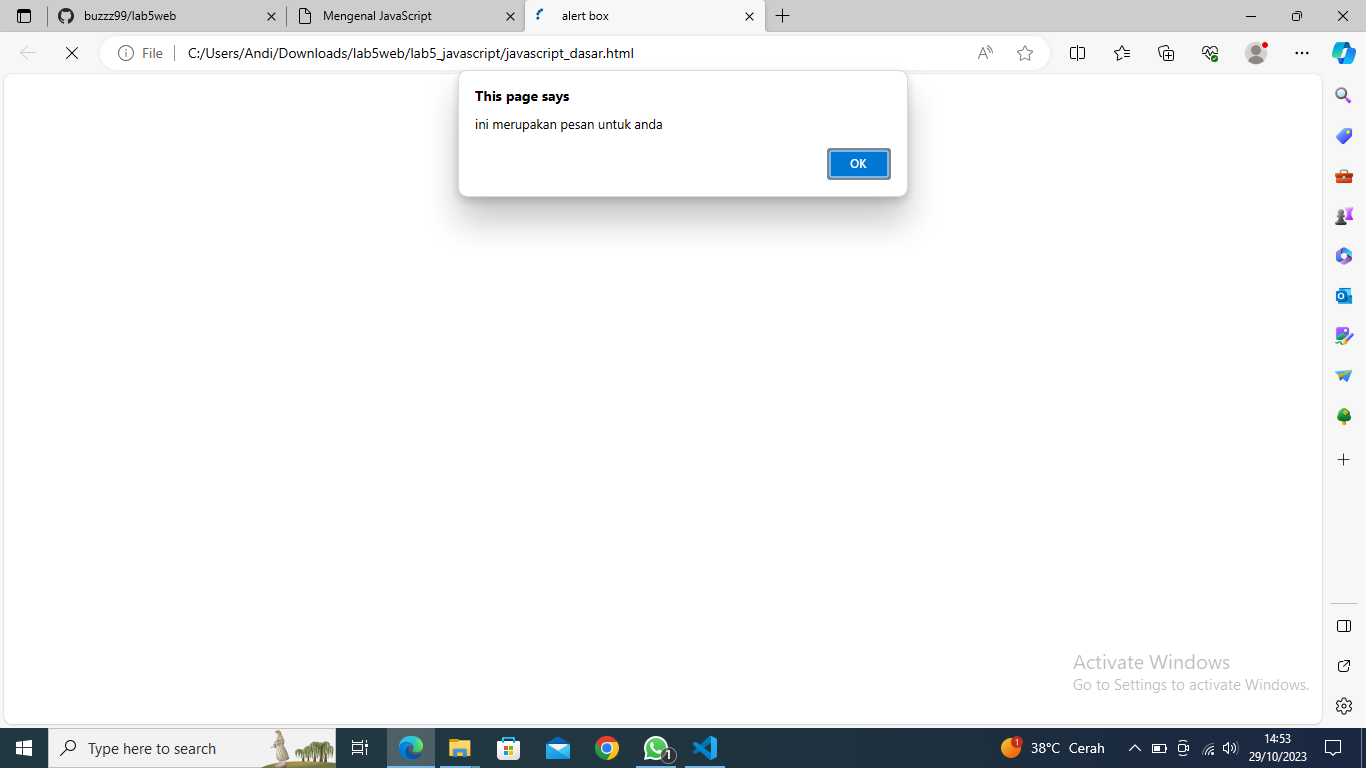 buzzz99/lab5web
Mengenal JavaScript
alert box
File
C:/Users/Andi/Downloads/lab5web/lab5_javascript/javascript_dasar.html
This page says
ini merupakan pesan untuk anda
OK
Activate Windows
Go to Settings to activate Windows.
Type here to search
1
1
38°C Cerah
14:53
29/10/2023